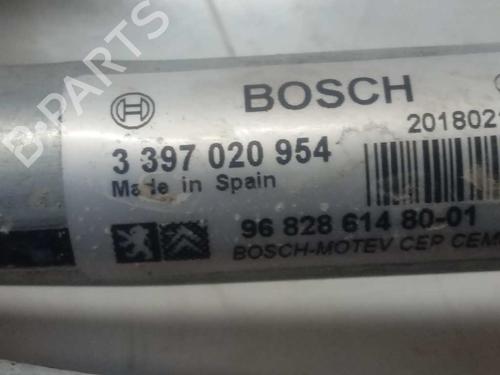 BOSCH
3 397 020 954
Made in Spain
2018021
96 828 614 80-01
BOSCH-MOTEV CEP CEM
B-PARTS